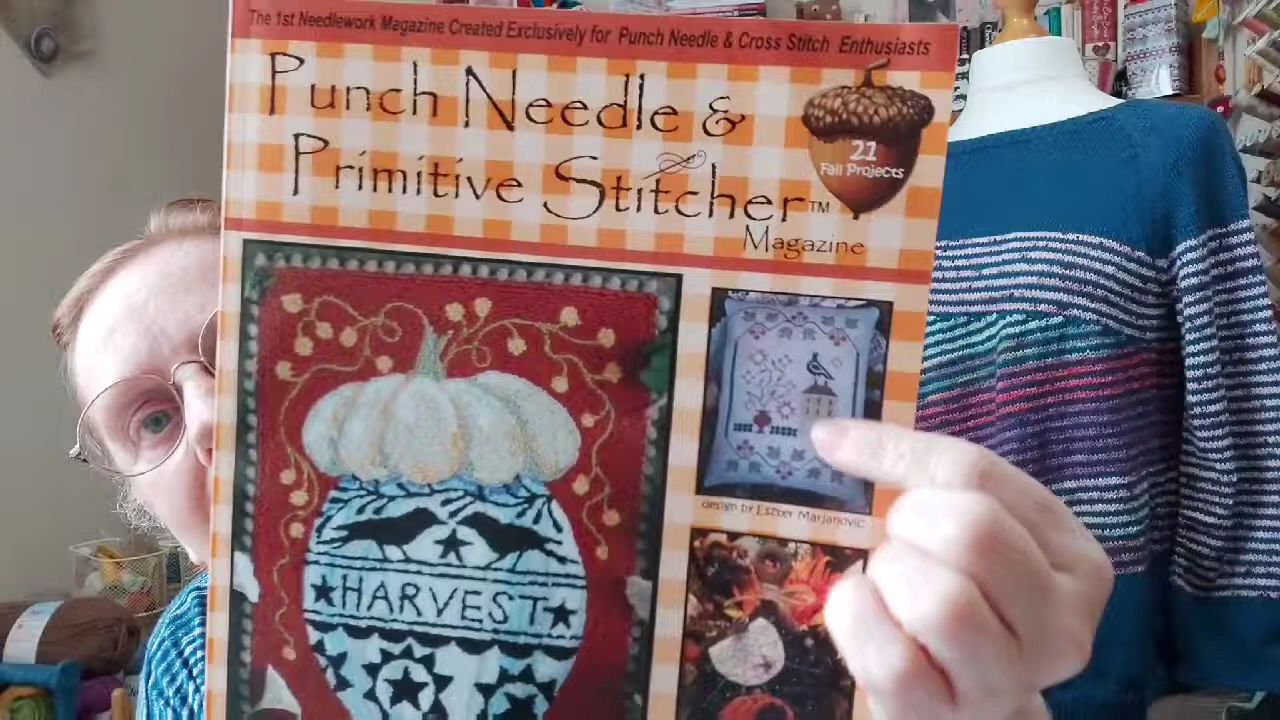 The 1st Needlework Magazine Created Exclusively for Punch Needle & Cross Stitch Enthusiasts
Punch Needle &
Primitive Stitcher™
Magazine
21
Fall Projects
design by Eszter Marjanovic
HARVEST